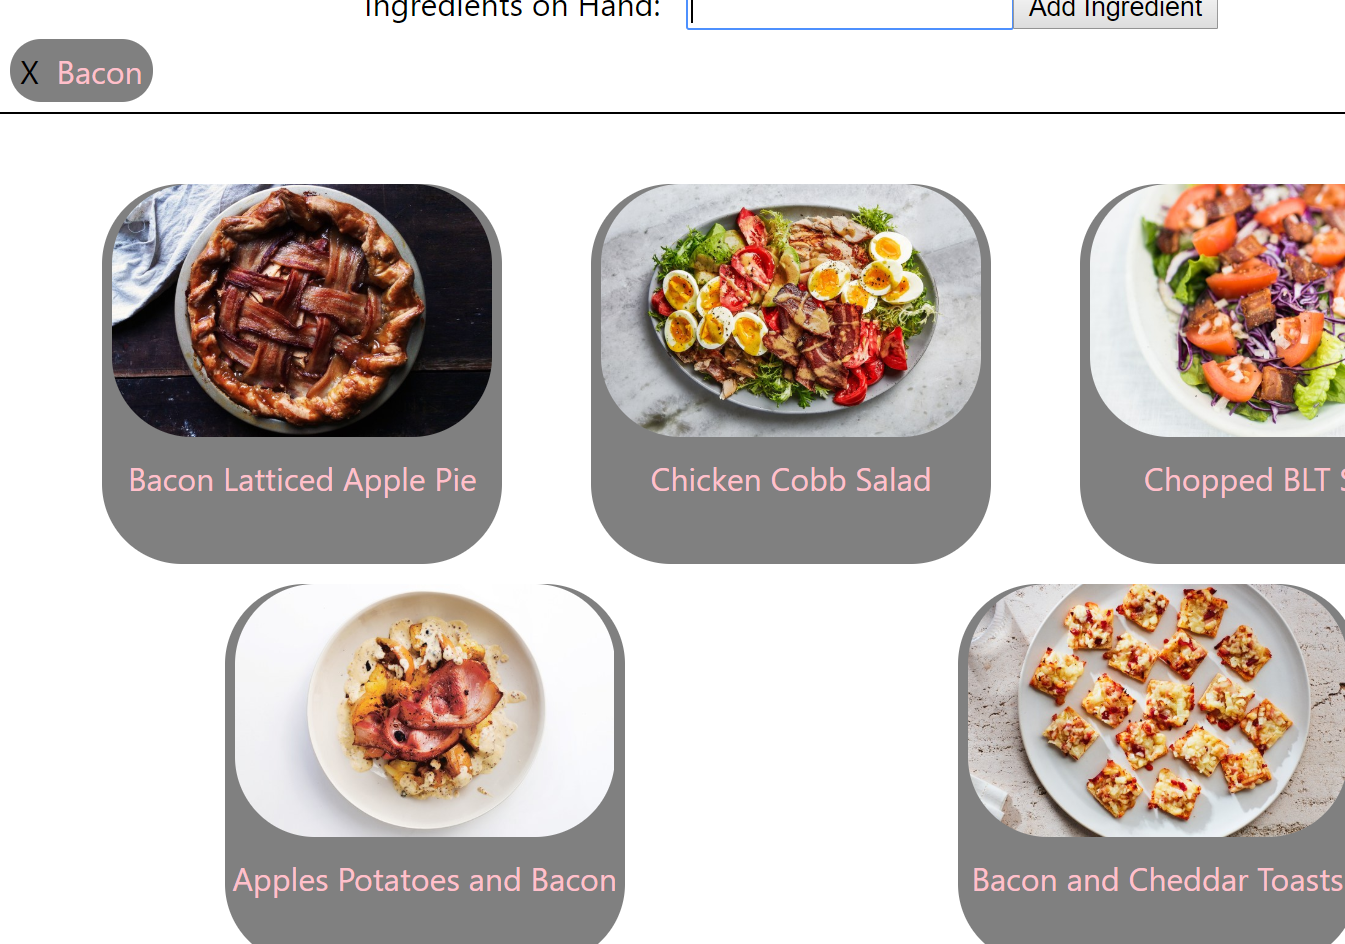 Ingredients on Hand:
Add Ingredient
X Bacon
Bacon Latticed Apple Pie
Chicken Cobb Salad
Chopped BLT
Apples Potatoes and Bacon
Bacon and Cheddar Toasts